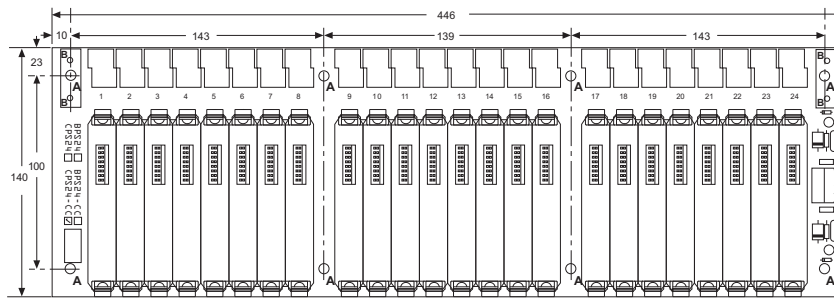 446
10 143 139 143
23
B A A A A B
B B
1 2 3 4 5 6 7 8 9 10 11 12 13 14 15 16 17 18 19 20 21 22 23 24
100
140
CPS24 BPS24
CPS24-CC BPS24-CC
A A A A